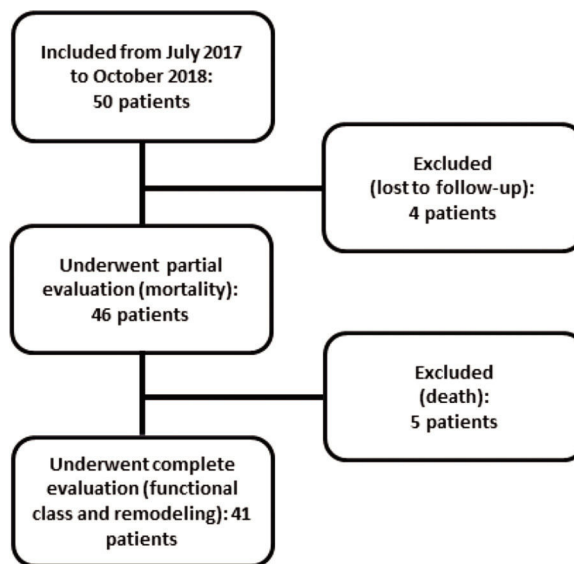 Included from July 2017
to October 2018:
50 patients
Excluded
(lost to follow-up):
4 patients
Underwent partial
evaluation (mortality):
46 patients
Excluded
(death):
5 patients
Underwent complete
evaluation (functional
class and remodeling): 41
patients